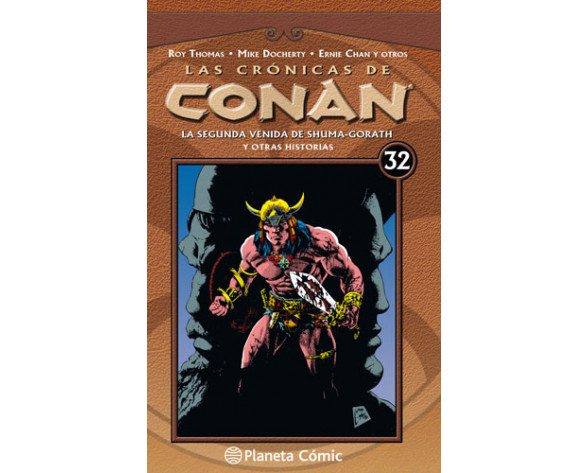 ROY THOMAS • MIKE DOCHERTY • ERNIE CHAN Y OTROS
LAS CRÓNICAS DE
CONAN
LA SEGUNDA VENIDA DE SHUMA-GORATH
Y OTRAS HISTORIAS
32
Planeta Cómic